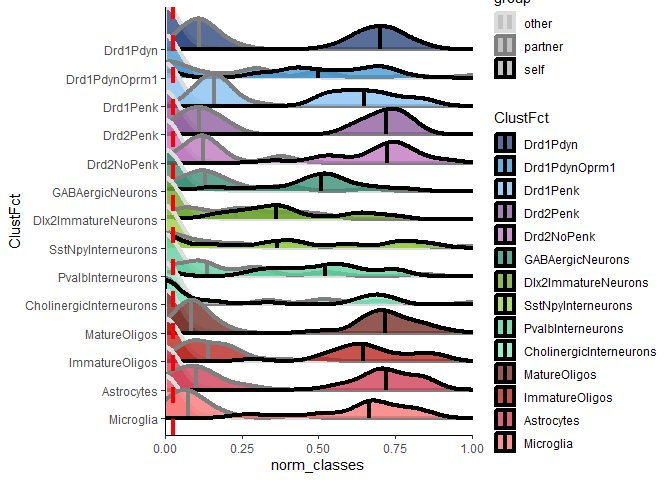 group
other
partner
self
ClustFct
Drd1Pdyn
Drd1PdynOprm1
Drd1Penk
Drd2Penk
Drd2NoPenk
GABAergicNeurons
Dlx2ImmatureNeurons
SstNpyInterneurons
PvalbInterneurons
CholinergicInterneurons
MatureOligos
ImmatureOligos
Astrocytes
Microglia
ClustFct
Drd1Pdyn
Drd1PdynOprm1
Drd1Penk
Drd2Penk
Drd2NoPenk
GABAergicNeurons
Dlx2ImmatureNeurons
SstNpyInterneurons
PvalbInterneurons
CholinergicInterneurons
MatureOligos
ImmatureOligos
Astrocytes
Microglia
0.00 0.25 0.50 0.75 1.00
norm_classes